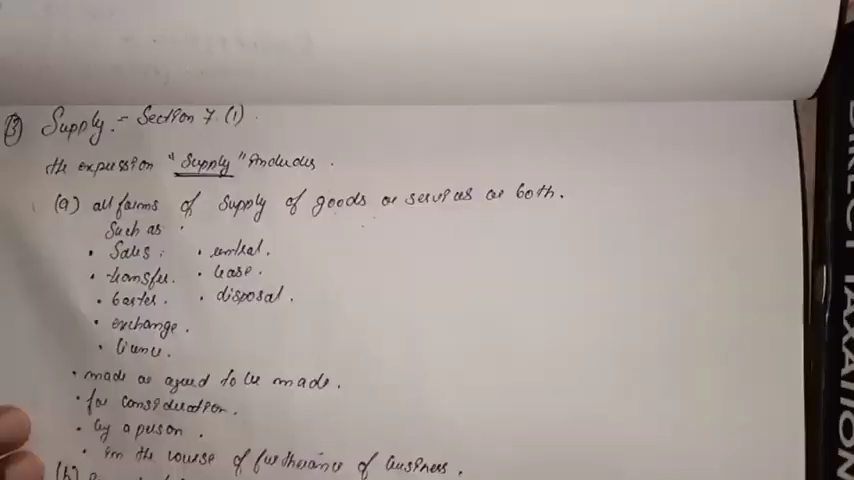 (B) Supply :- Section 7 (1).
the expression "Supply" includes.
(a) all forms of supply of goods or services or both.
Such as
• Sales. • rental.
• transfer. • lease.
• barter. • disposal.
• exchange.
• licence.
• made or agreed to be made.
• for consideration.
• by a person.
• in the course of furtherance of business.
(b)
DIRECT TAXATION